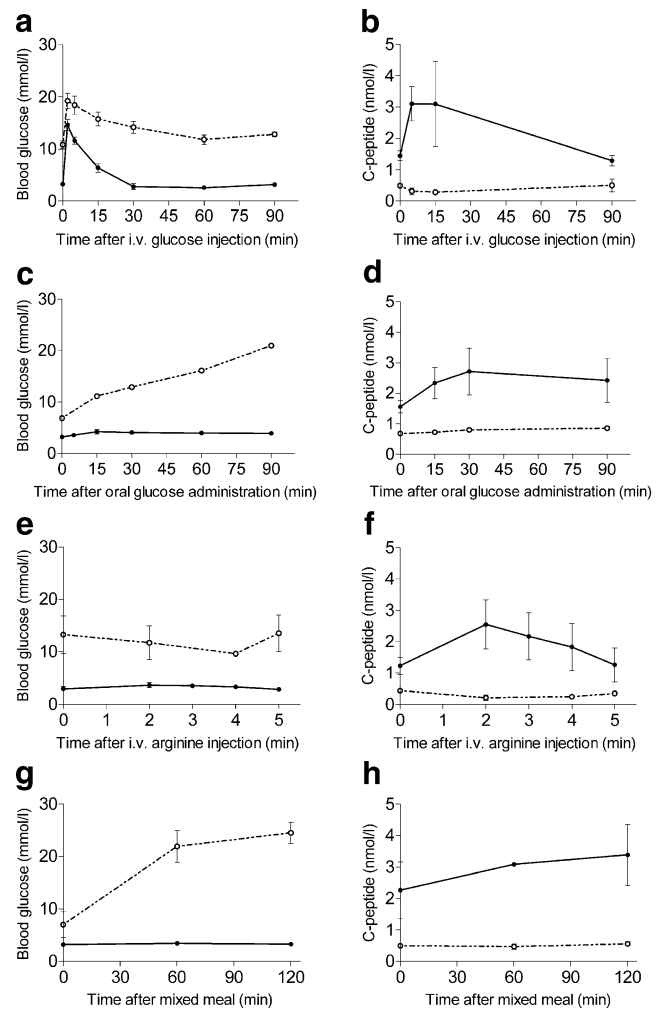 a
Blood glucose (mmol/l)
30
20
10
0
0 15 30 45 60 75 90
Time after i.v. glucose injection (min)
b
C-peptide (nmol/l)
5
4
3
2
1
0
0 15 30 45 60 75 90
Time after i.v. glucose injection (min)
c
Blood glucose (mmol/l)
30
20
10
0
0 15 30 45 60 75 90
Time after oral glucose administration (min)
d
C-peptide (nmol/l)
5
4
3
2
1
0
0 15 30 45 60 75 90
Time after oral glucose administration (min)
e
Blood glucose (mmol/l)
30
20
10
0
0 1 2 3 4 5
Time after i.v. arginine injection (min)
f
C-peptide (nmol/l)
5
4
3
2
1
0
0 1 2 3 4 5
Time after i.v. arginine injection (min)
g
Blood glucose (mmol/l)
30
20
10
0
0 30 60 90 120
Time after mixed meal (min)
h
C-peptide (nmol/l)
5
4
3
2
1
0
0 30 60 90 120
Time after mixed meal (min)